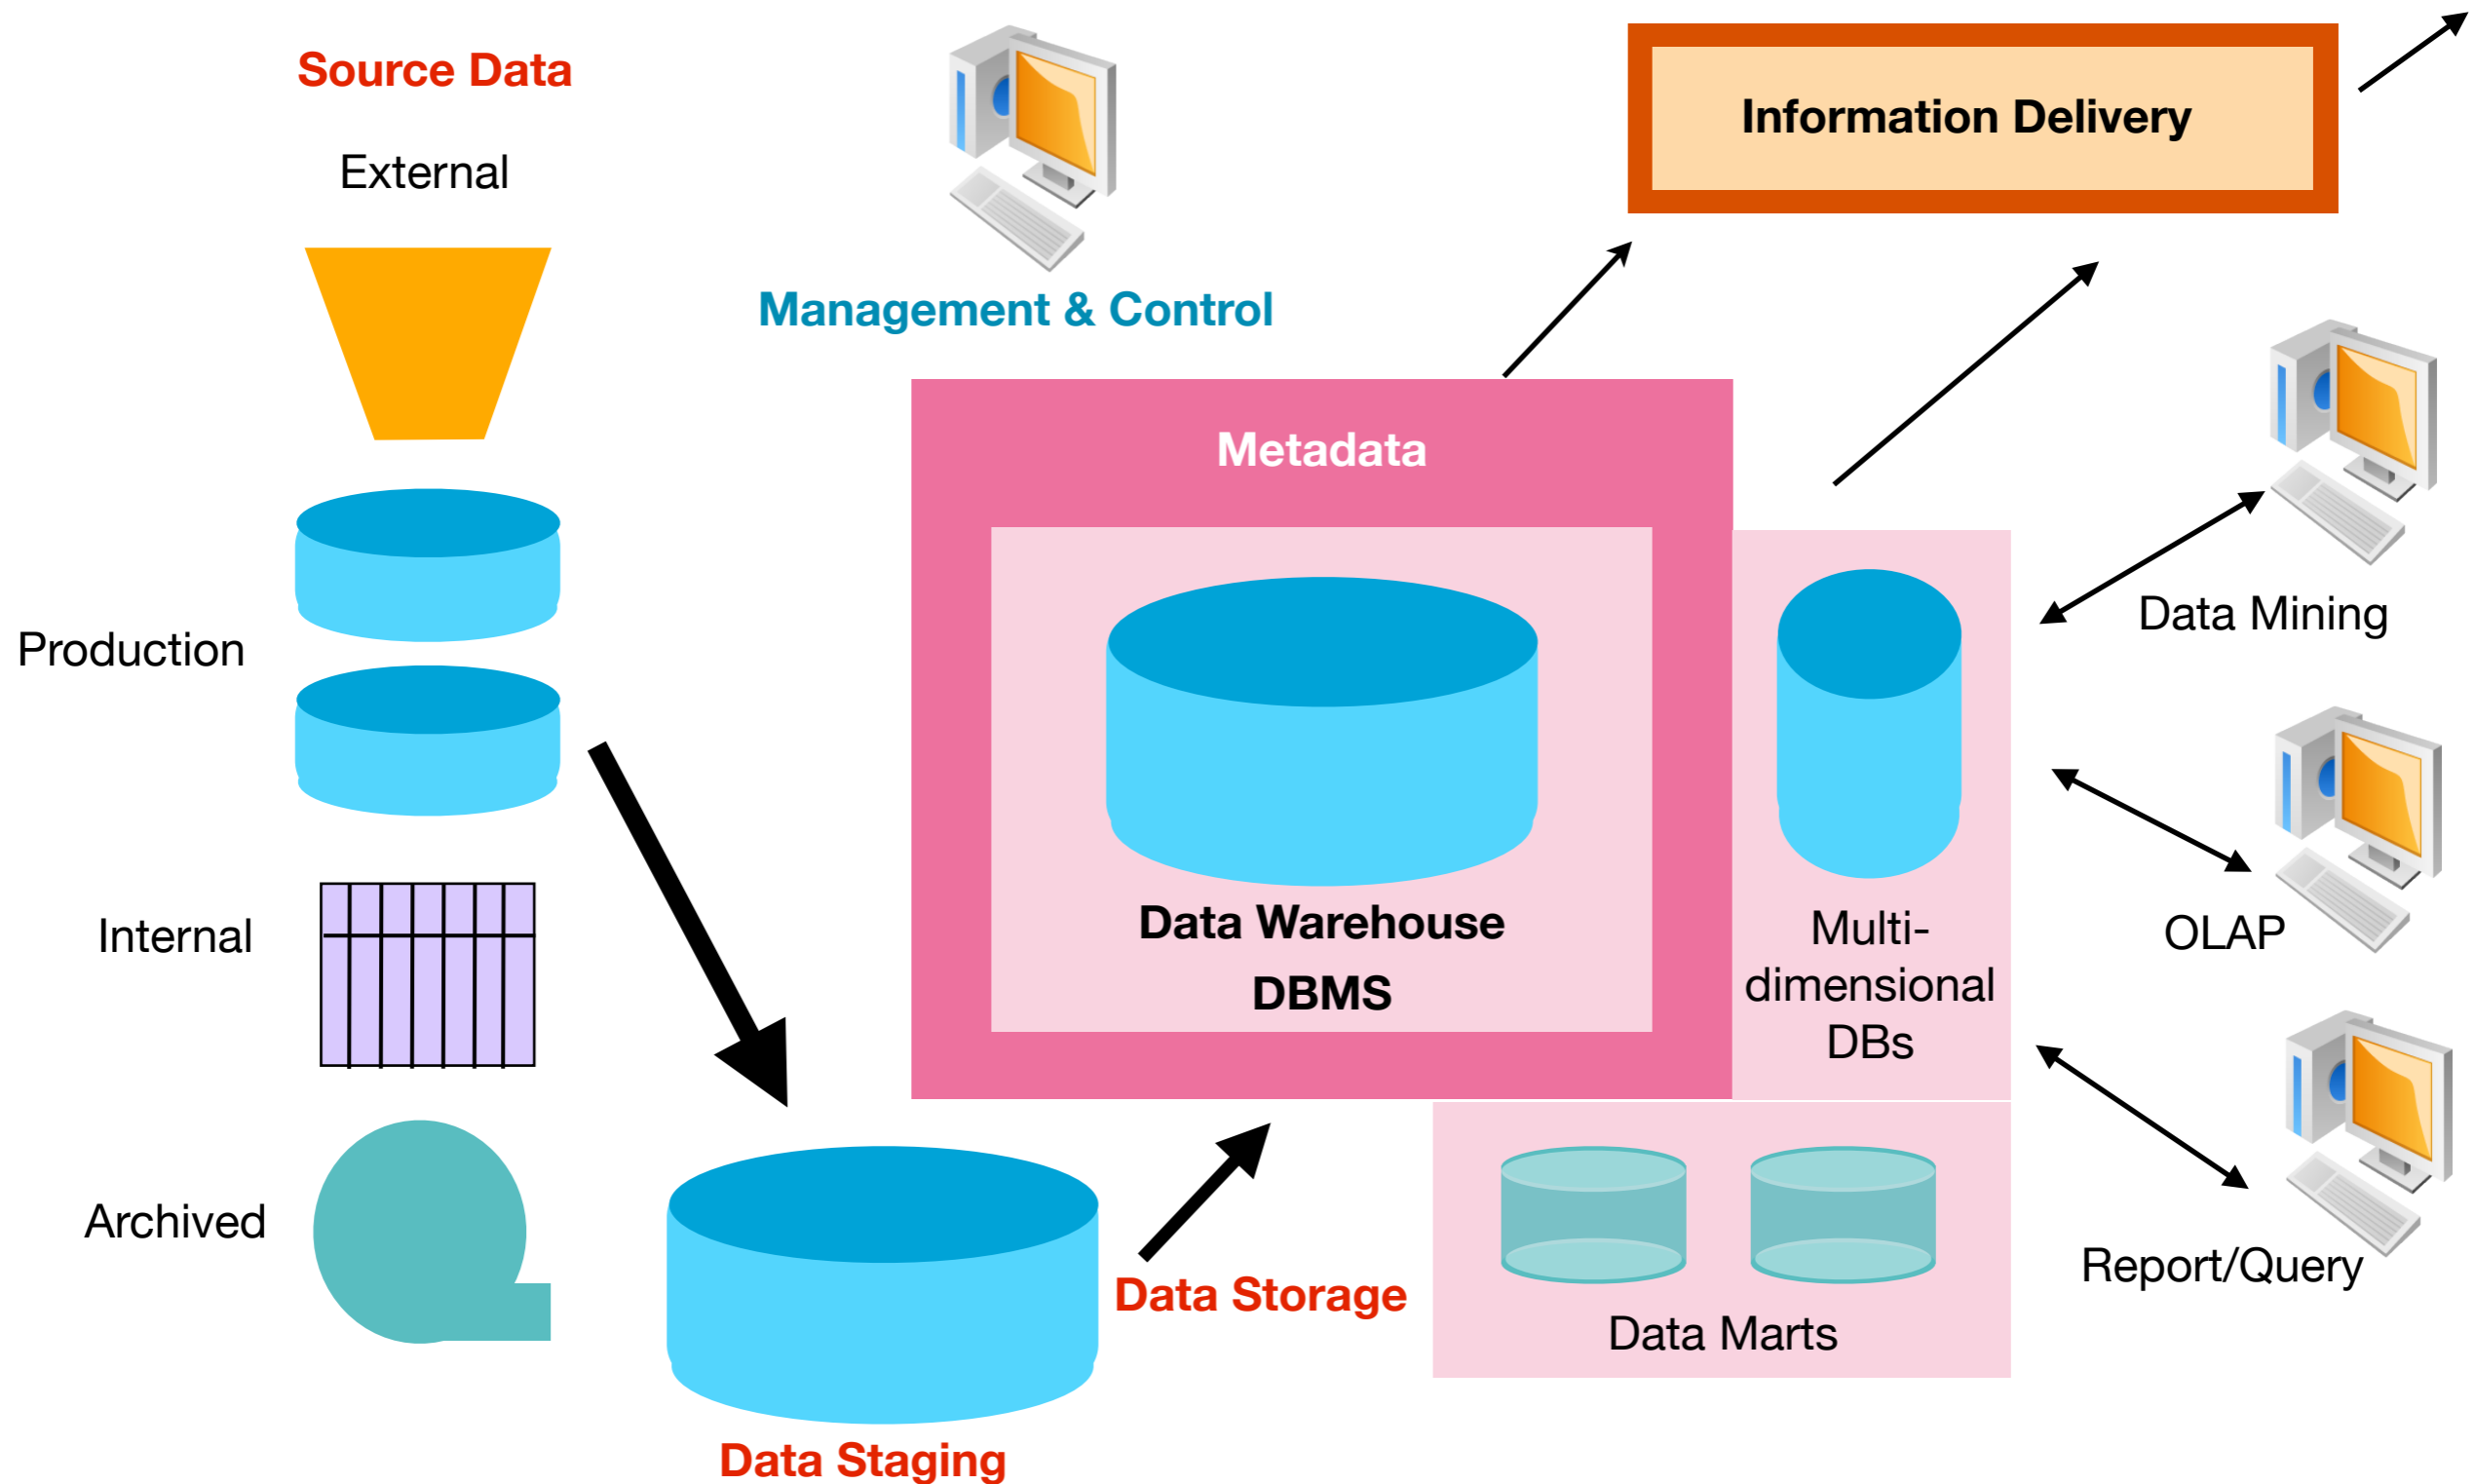 Source Data
External
Production
Internal
Archived
Management & Control
Information Delivery
Metadata
Data Warehouse
DBMS
Multi-
dimensional
DBs
Data Mining
OLAP
Report/Query
Data Storage
Data Marts
Data Staging